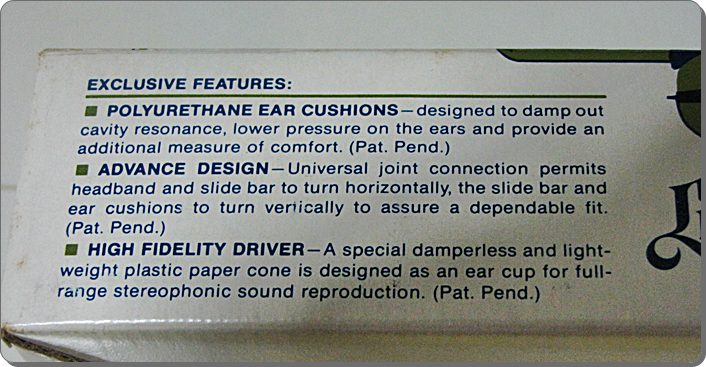 EXCLUSIVE FEATURES:
POLYURETHANE EAR CUSHIONS—designed to damp out
cavity resonance, lower pressure on the ears and provide an
additional measure of comfort. (Pat. Pend.)
ADVANCE DESIGN—Universal joint connection permits
headband and slide bar to turn horizontally, the slide bar and
ear cushions to turn vertically to assure a dependable fit.
(Pat. Pend.)
HIGH FIDELITY DRIVER—A special damperless and light-
weight plastic paper cone is designed as an ear cup for full-
range stereophonic sound reproduction. (Pat. Pend.)